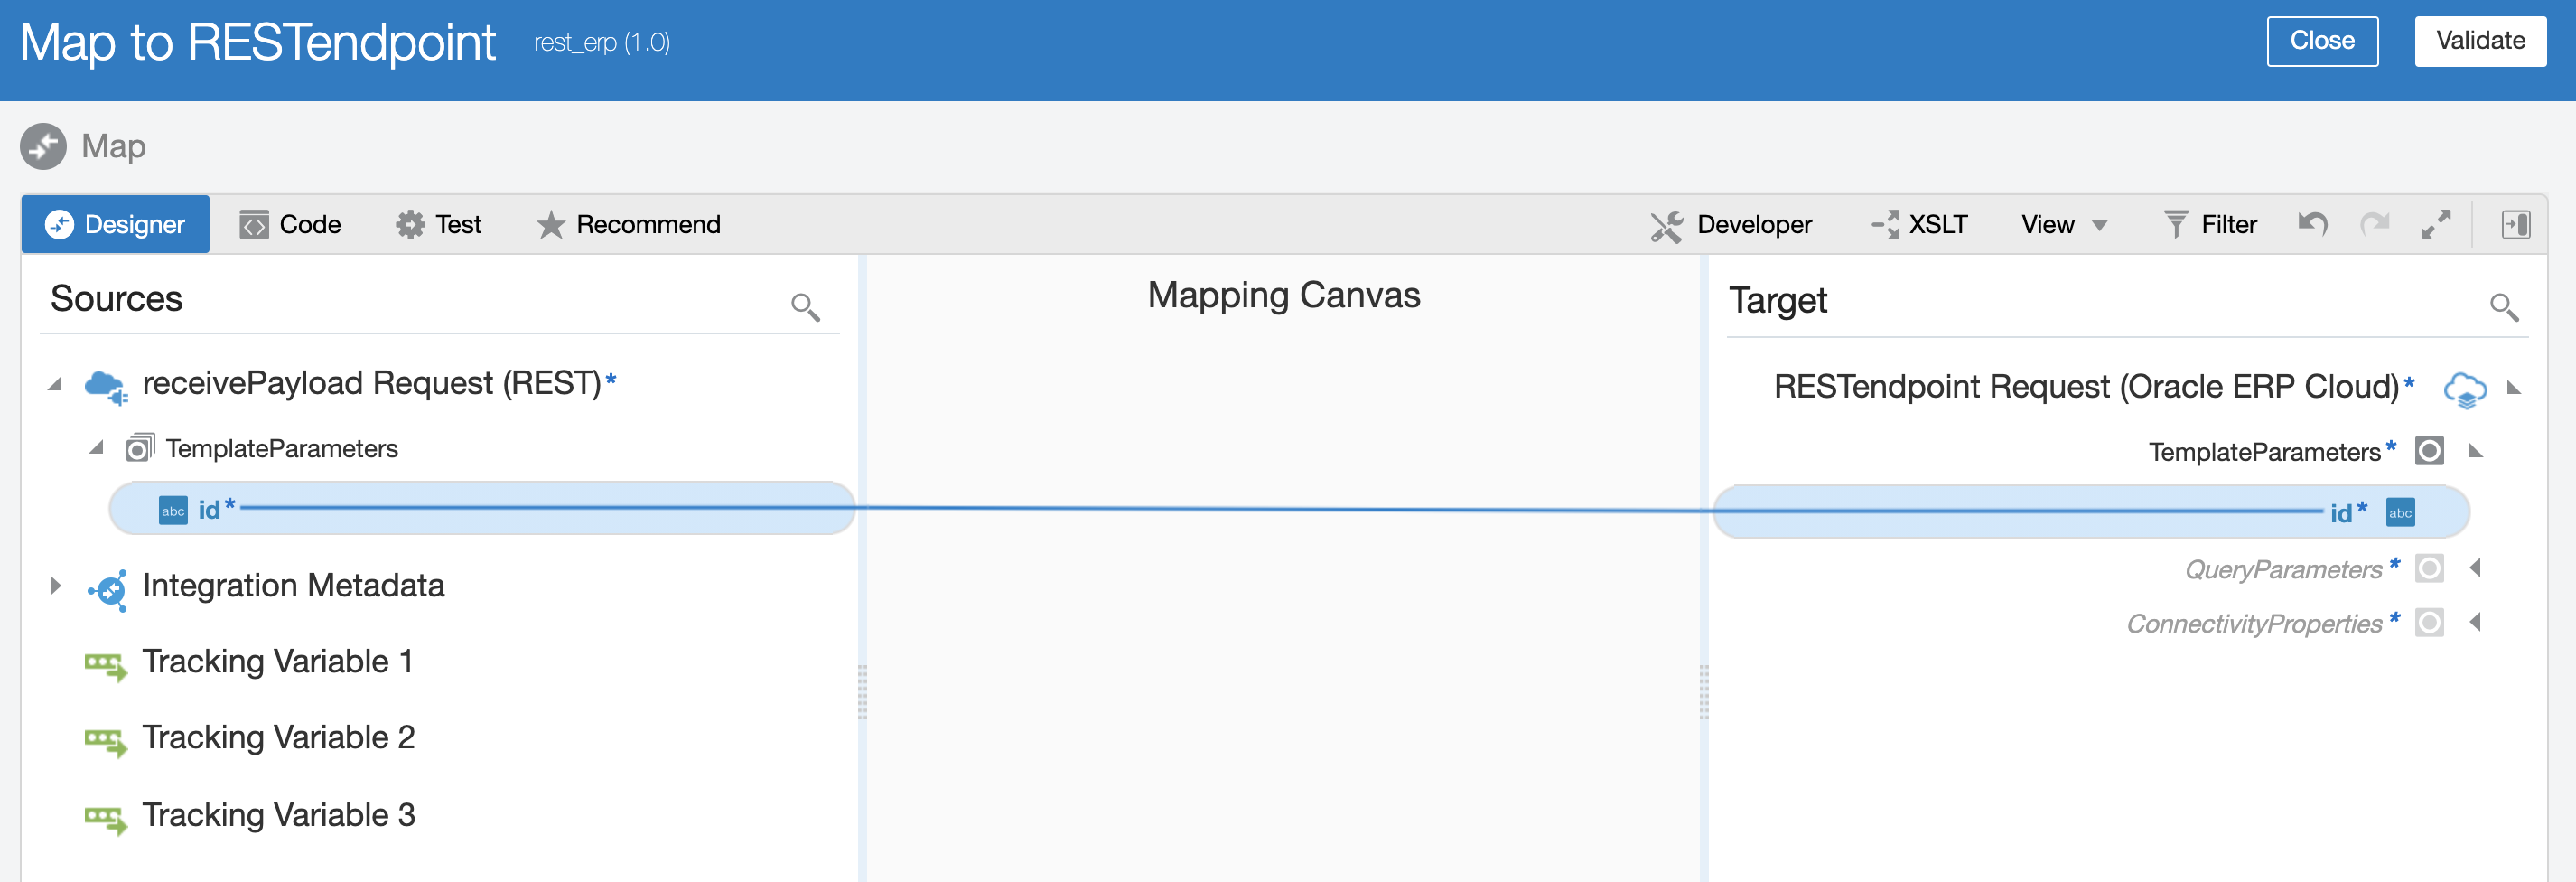 Map to RESTendpoint rest_erp (1.0) Close Validate
Map
Designer Code Test Recommend Developer XSLT View Filter
Sources Mapping Canvas Target
receivePayload Request (REST)* RESTendpoint Request (Oracle ERP Cloud)*
TemplateParameters TemplateParameters*
abc id* id* abc
QueryParameters*
Integration Metadata
ConnectivityProperties*
Tracking Variable 1
Tracking Variable 2
Tracking Variable 3